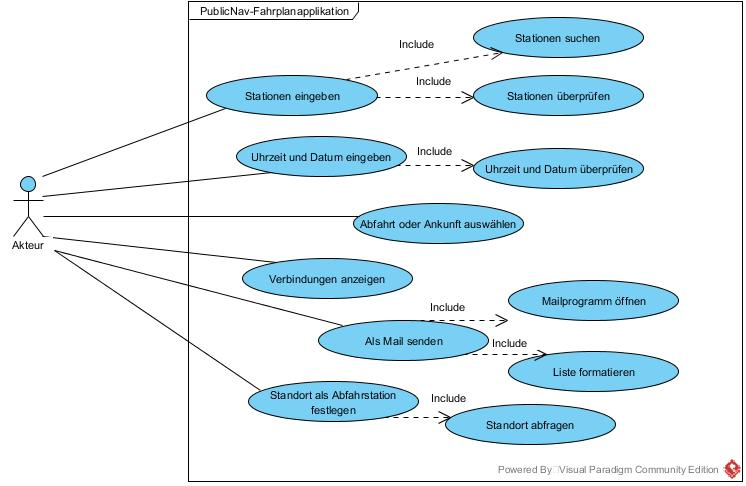 PublicNav-Fahrplanapplikation
Include
Stationen suchen
Stationen eingeben
Include
Stationen überprüfen
Uhrzeit und Datum eingeben
Include
Uhrzeit und Datum überprüfen
Akteur
Abfahrt oder Ankunft auswählen
Verbindungen anzeigen
Include
Mailprogramm öffnen
Als Mail senden
Include
Liste formatieren
Standort als Abfahrstation
festlegen
Include
Standort abfragen
Powered By Visual Paradigm Community Edition